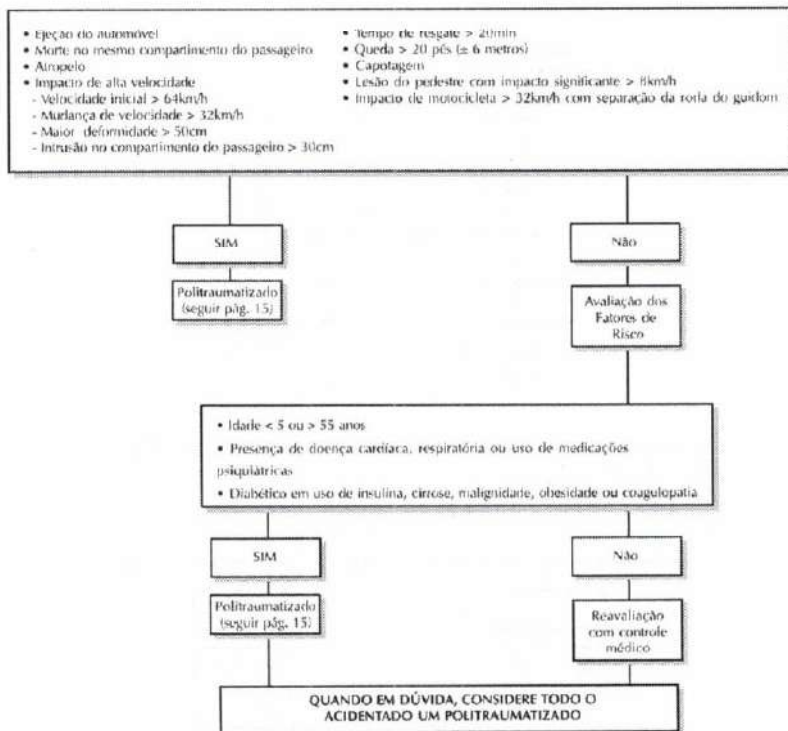 • Ejeção do automóvel
• Morte no mesmo compartimento do passageiro
• Atropelo
• Impacto de alta velocidade
- Velocidade inicial > 64km/h
- Mudança de velocidade > 32km/h
- Maior deformidade > 50cm
- Intrusão no compartimento do passageiro > 30cm
• Tempo de resgate > 20min
• Queda > 20 pés (± 6 metros)
• Capotagem
• Lesão do pedestre com impacto significante > 8km/h
• Impacto de motocicleta > 32km/h com separação da roda do guidom
SIM
Não
Politraumatizado
(seguir pág. 15)
Avaliação dos
Fatores de
Risco
• Idade < 5 ou > 55 anos
• Presença de doença cardíaca, respiratória ou uso de medicações
psiquiátricas
• Diabético em uso de insulina, cirrose, malignidade, obesidade ou coagulopatia
SIM
Não
Politraumatizado
(seguir pág. 15)
Reavaliação
com controle
médico
QUANDO EM DÚVIDA, CONSIDERE TODO O
ACIDENTADO UM POLITRAUMATIZADO